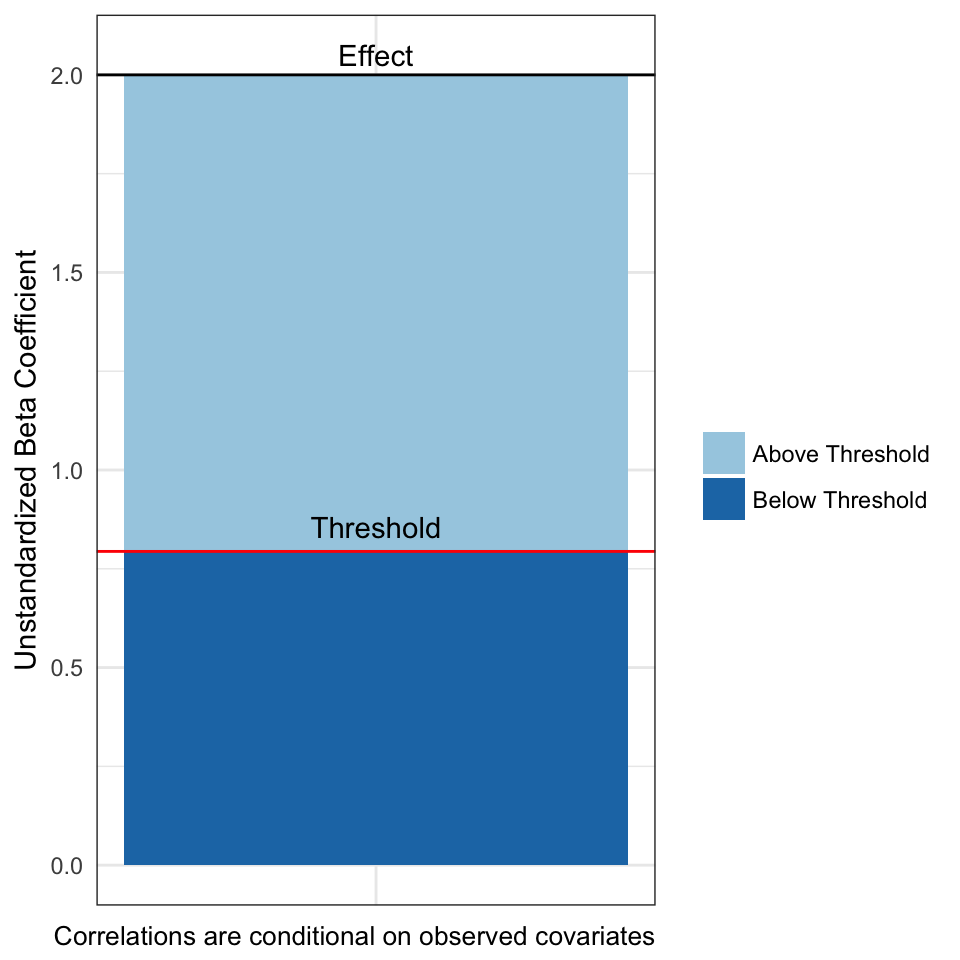 Effect
2.0
1.5
1.0
0.5
0.0
Unstandardized Beta Coefficient
Threshold
Above Threshold
Below Threshold
Correlations are conditional on observed covariates